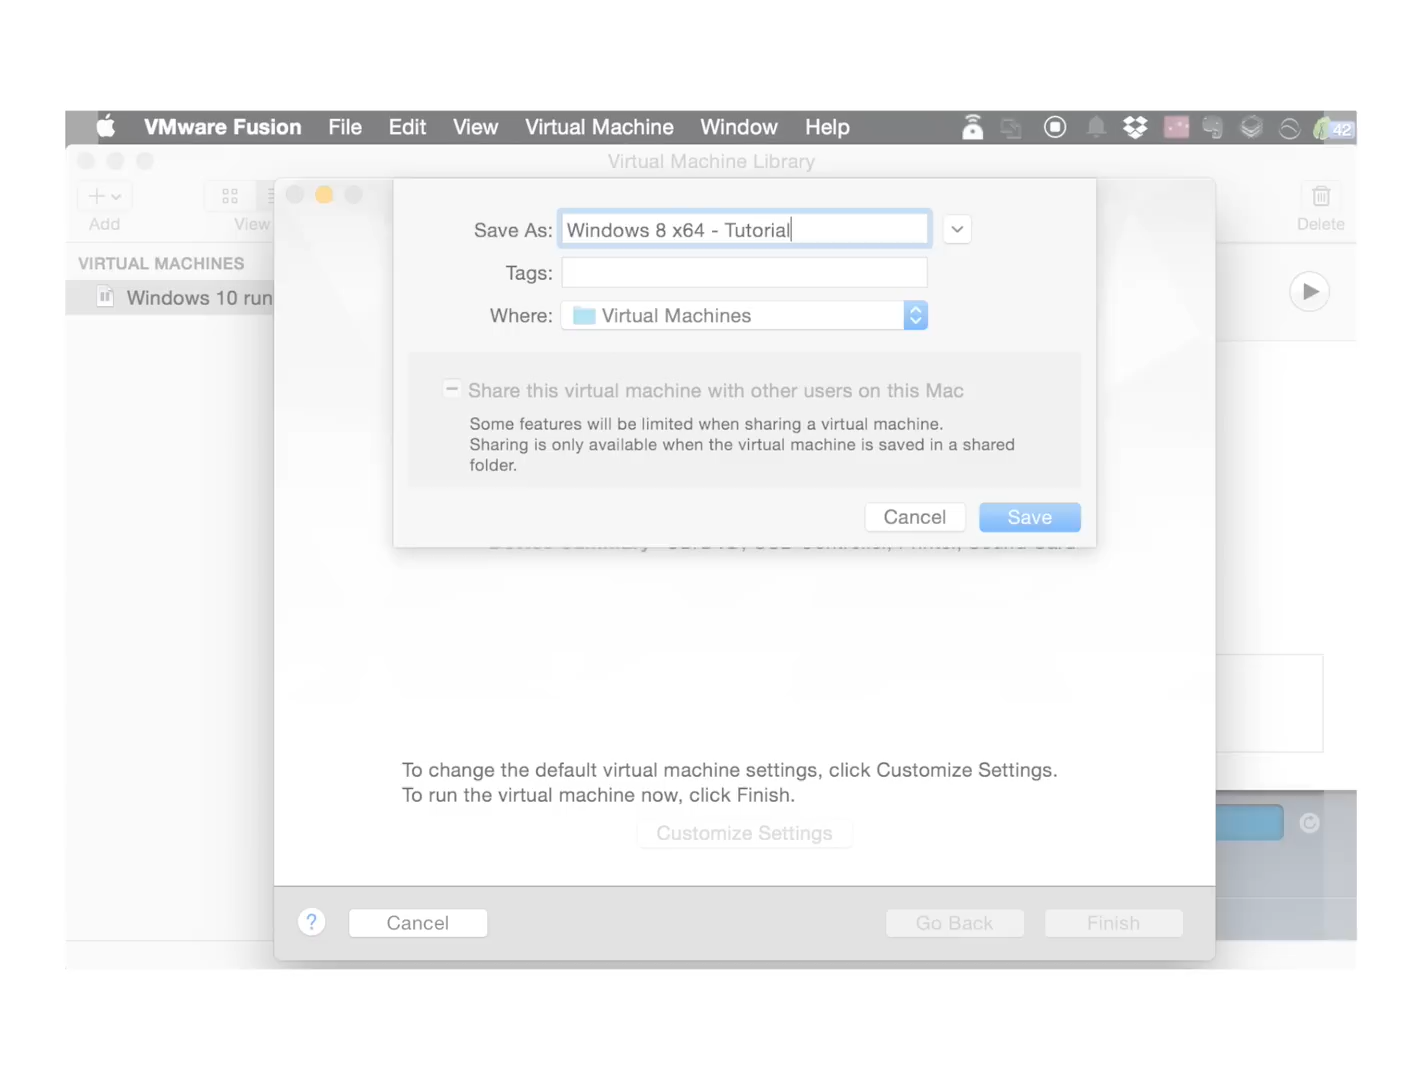 VMware Fusion File Edit View Virtual Machine Window Help 42
Virtual Machine Library
Add View Delete
VIRTUAL MACHINES
Windows 10 run
Save As: Windows 8 x64 - Tutorial
Tags:
Where: Virtual Machines
Share this virtual machine with other users on this Mac
Some features will be limited when sharing a virtual machine.
Sharing is only available when the virtual machine is saved in a shared
folder.
Cancel Save
To change the default virtual machine settings, click Customize Settings.
To run the virtual machine now, click Finish.
Customize Settings
? Cancel Go Back Finish